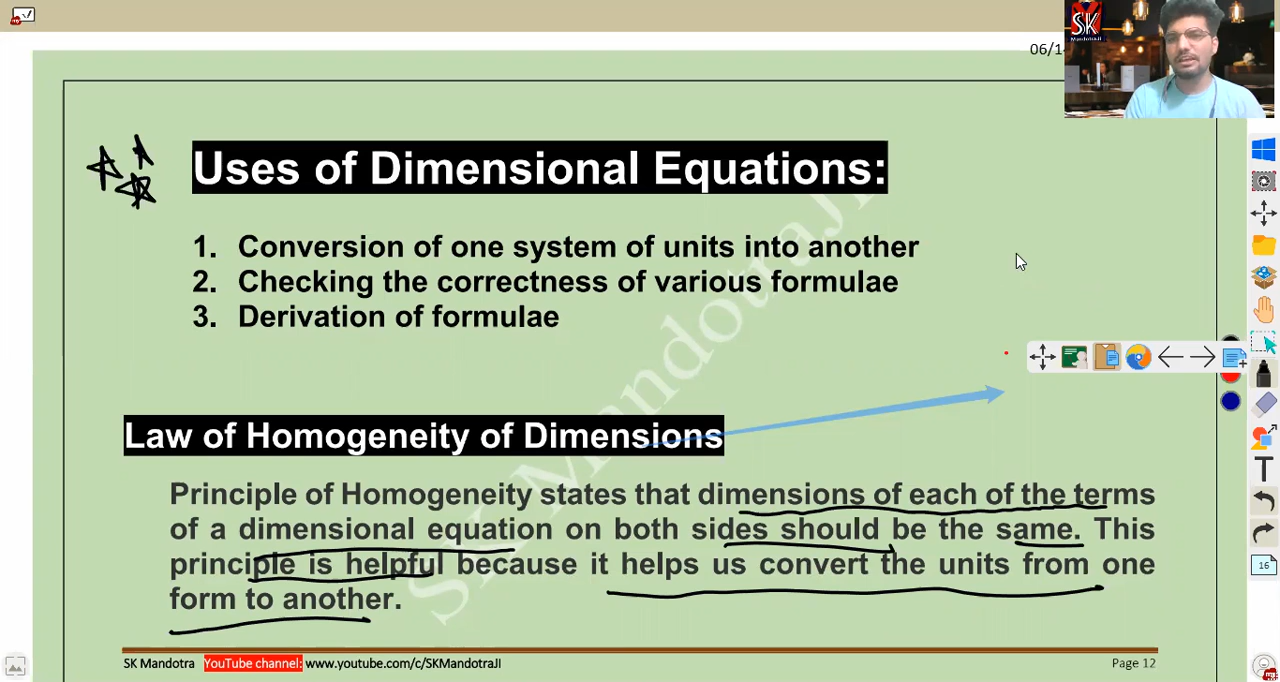 SK
MandotraJi
06/1
Uses of Dimensional Equations:
1. Conversion of one system of units into another
2. Checking the correctness of various formulae
3. Derivation of formulae
Law of Homogeneity of Dimensions
Principle of Homogeneity states that dimensions of each of the terms
of a dimensional equation on both sides should be the same. This
principle is helpful because it helps us convert the units from one
form to another.
SK MandotraJI
SK Mandotra YouTube channel: www.youtube.com/c/SKMandotraJI
Page 12
16